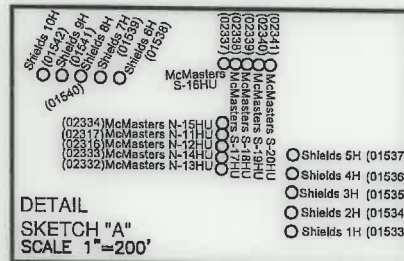 Shields 10H
(01542)
Shields 9H
(01541)
Shields 8H
(01540)
Shields 7H
(01539)
Shields 6H
(01538)
(02337)
(02338)
(02339)
(02340)
(02341)
McMasters
S-16HU
McMasters S-17HU
McMasters S-18HU
McMasters S-19HU
McMasters S-20HU
(02334)McMasters N-15HU
(02317)McMasters N-11HU
(02316)McMasters N-12HU
(02333)McMasters N-14HU
(02332)McMasters N-13HU
Shields 5H (01537
Shields 4H (01536
Shields 3H (01535
Shields 2H (01534
Shields 1H (01533
DETAIL
SKETCH "A"
SCALE 1"=200'